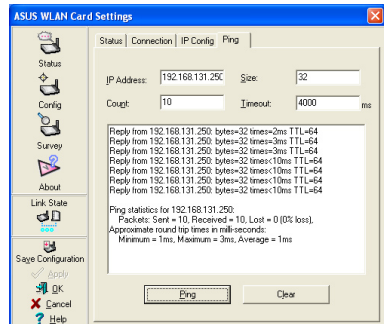 ASUS WLAN Card Settings
Status
Config
Survey
About
Link State
Save Configuration
Apply
OK
Cancel
Help
Status Connection IP Config Ping
IP Address: 192.168.131.250 Size: 32
Count: 10 Timeout: 4000 ms
Reply from 192.168.131.250: bytes=32 times=2ms TTL=64
Reply from 192.168.131.250: bytes=32 times=3ms TTL=64
Reply from 192.168.131.250: bytes=32 times=3ms TTL=64
Reply from 192.168.131.250: bytes=32 times<10ms TTL=64
Reply from 192.168.131.250: bytes=32 times<10ms TTL=64
Reply from 192.168.131.250: bytes=32 times<10ms TTL=64
Reply from 192.168.131.250: bytes=32 times<10ms TTL=64
Ping statistics for 192.168.131.250:
Packets: Sent = 10, Received = 10, Lost = 0 (0% loss),
Approximate round trip times in milli-seconds:
Minimum = 1ms, Maximum = 3ms, Average = 1ms
Ping Clear